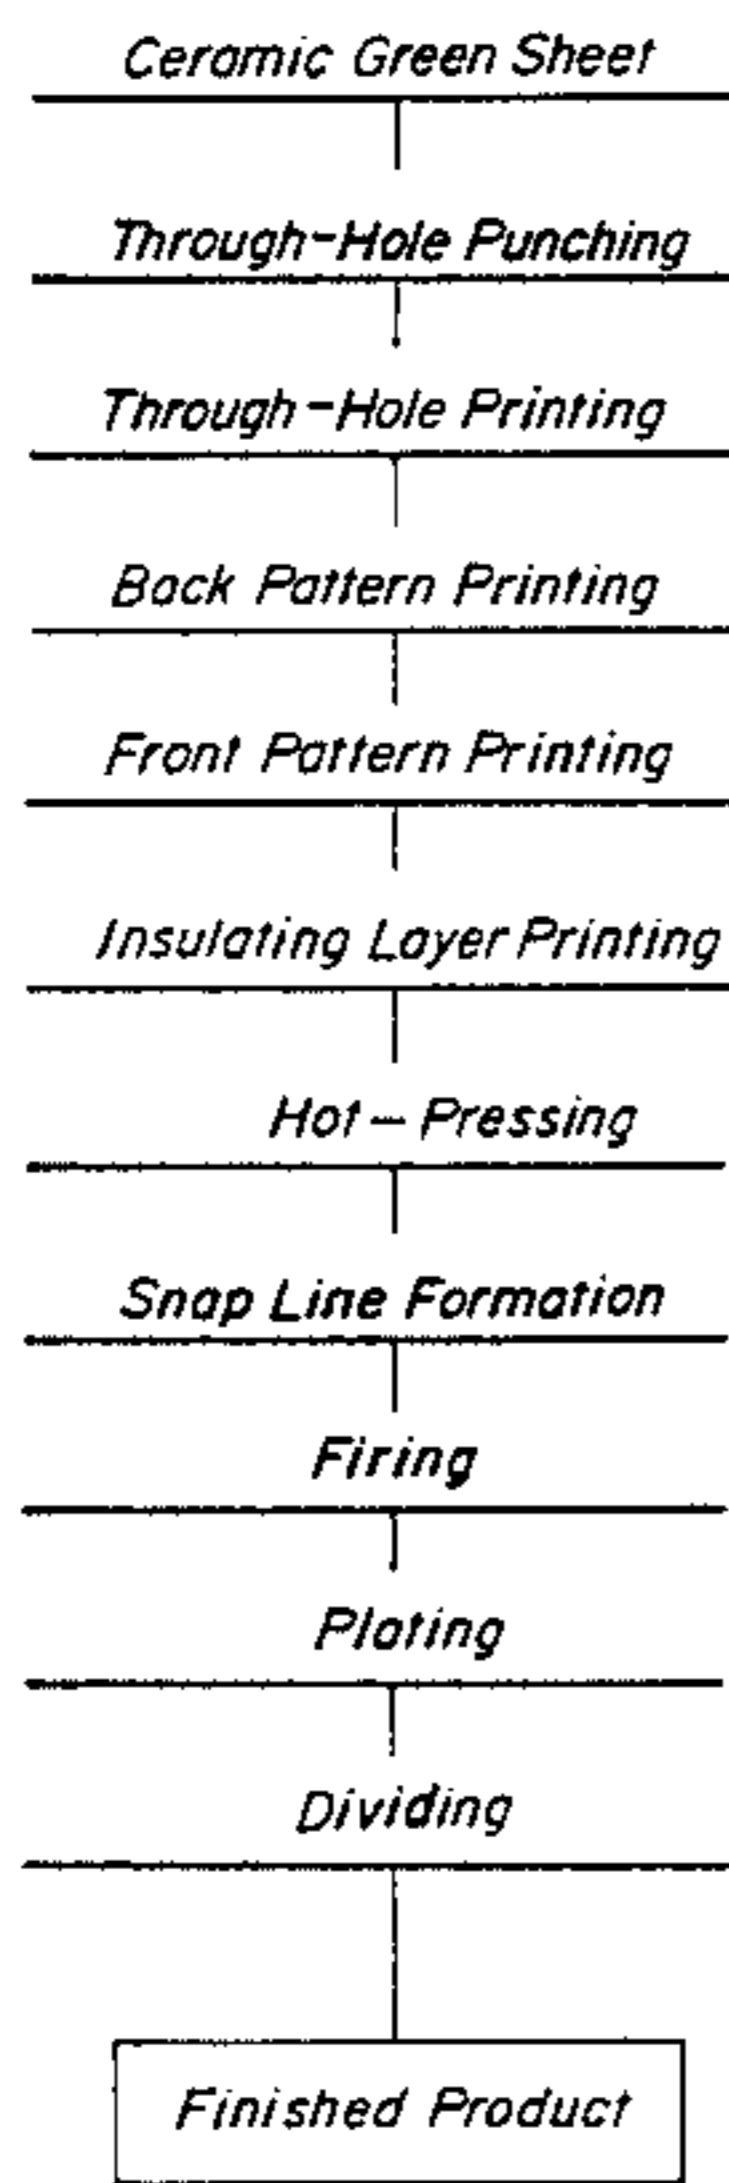 Ceramic Green Sheet
Through-Hole Punching
Through-Hole Printing
Back Pattern Printing
Front Pattern Printing
Insulating Layer Printing
Hot-Pressing
Snap Line Formation
Firing
Plating
Dividing
Finished Product